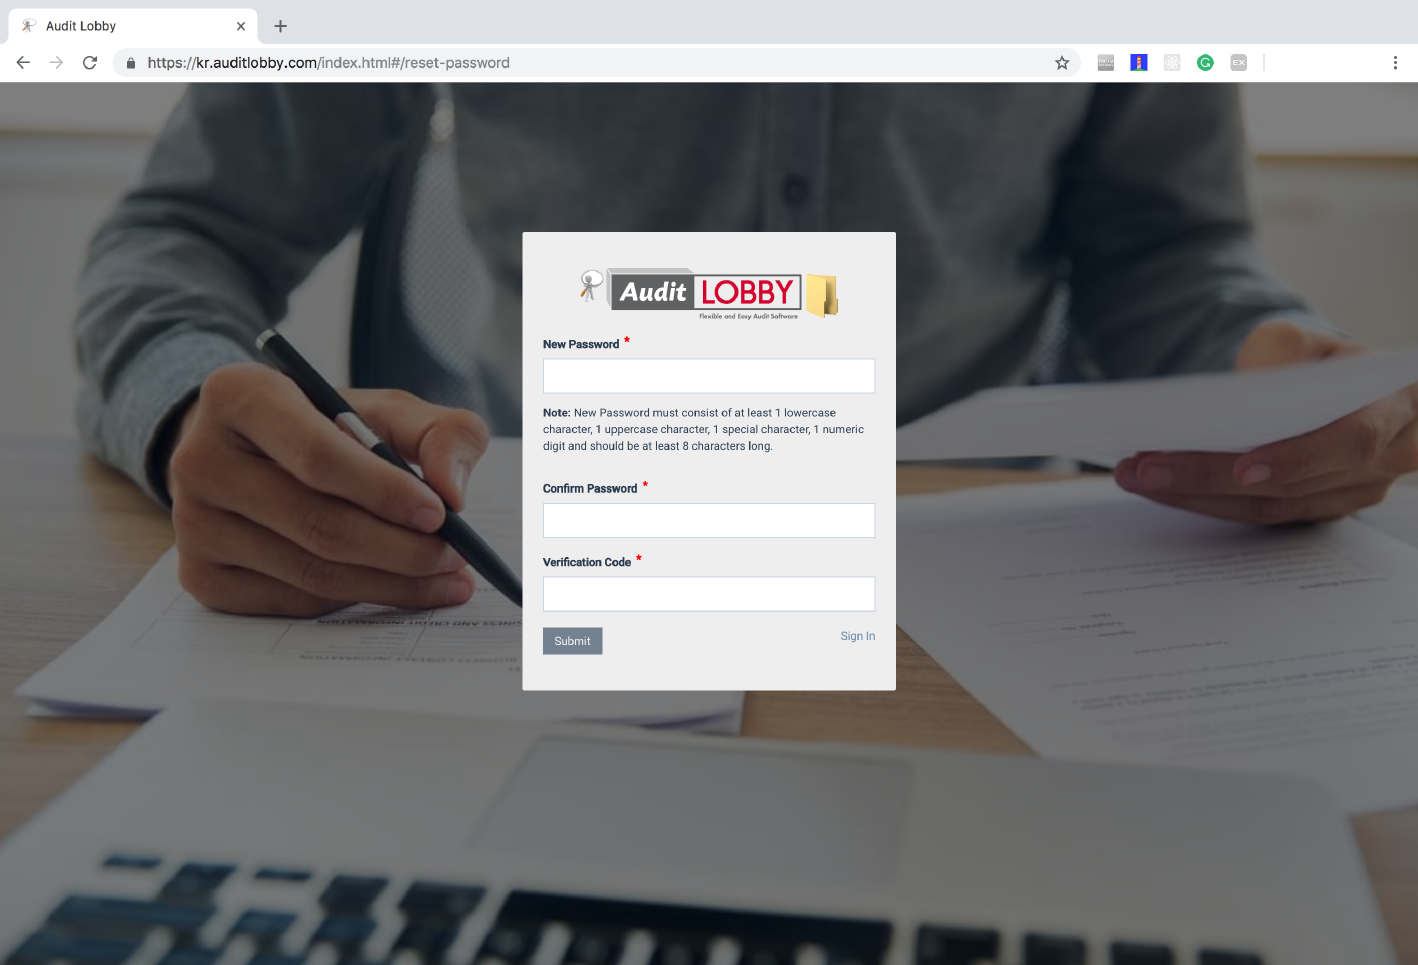 Audit Lobby
https://kr.auditlobby.com/index.html#/reset-password
EX
Audit LOBBY
Flexible and Easy Audit Software
New Password *
Note: New Password must consist of at least 1 lowercase
character, 1 uppercase character, 1 special character, 1 numeric
digit and should be at least 8 characters long.
Confirm Password *
Verification Code *
Submit
Sign In